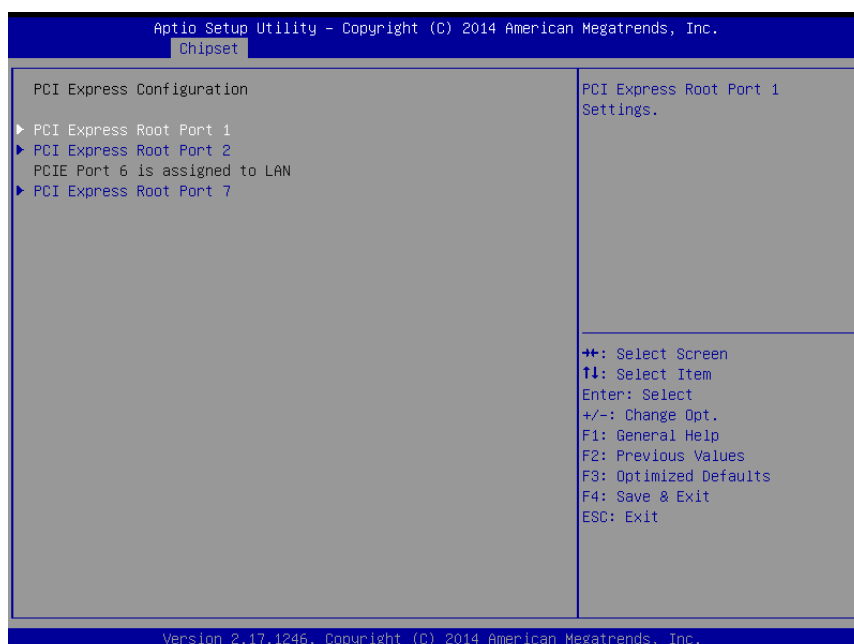 Aptio Setup Utility – Copyright (C) 2014 American Megatrends, Inc.
Chipset
PCI Express Configuration
PCI Express Root Port 1
PCI Express Root Port 2
PCIE Port 6 is assigned to LAN
PCI Express Root Port 7
PCI Express Root Port 1
Settings.
→←: Select Screen
↑↓: Select Item
Enter: Select
+/-: Change Opt.
F1: General Help
F2: Previous Values
F3: Optimized Defaults
F4: Save & Exit
ESC: Exit
Version 2.17.1246. Copyright (C) 2014 American Megatrends, Inc.